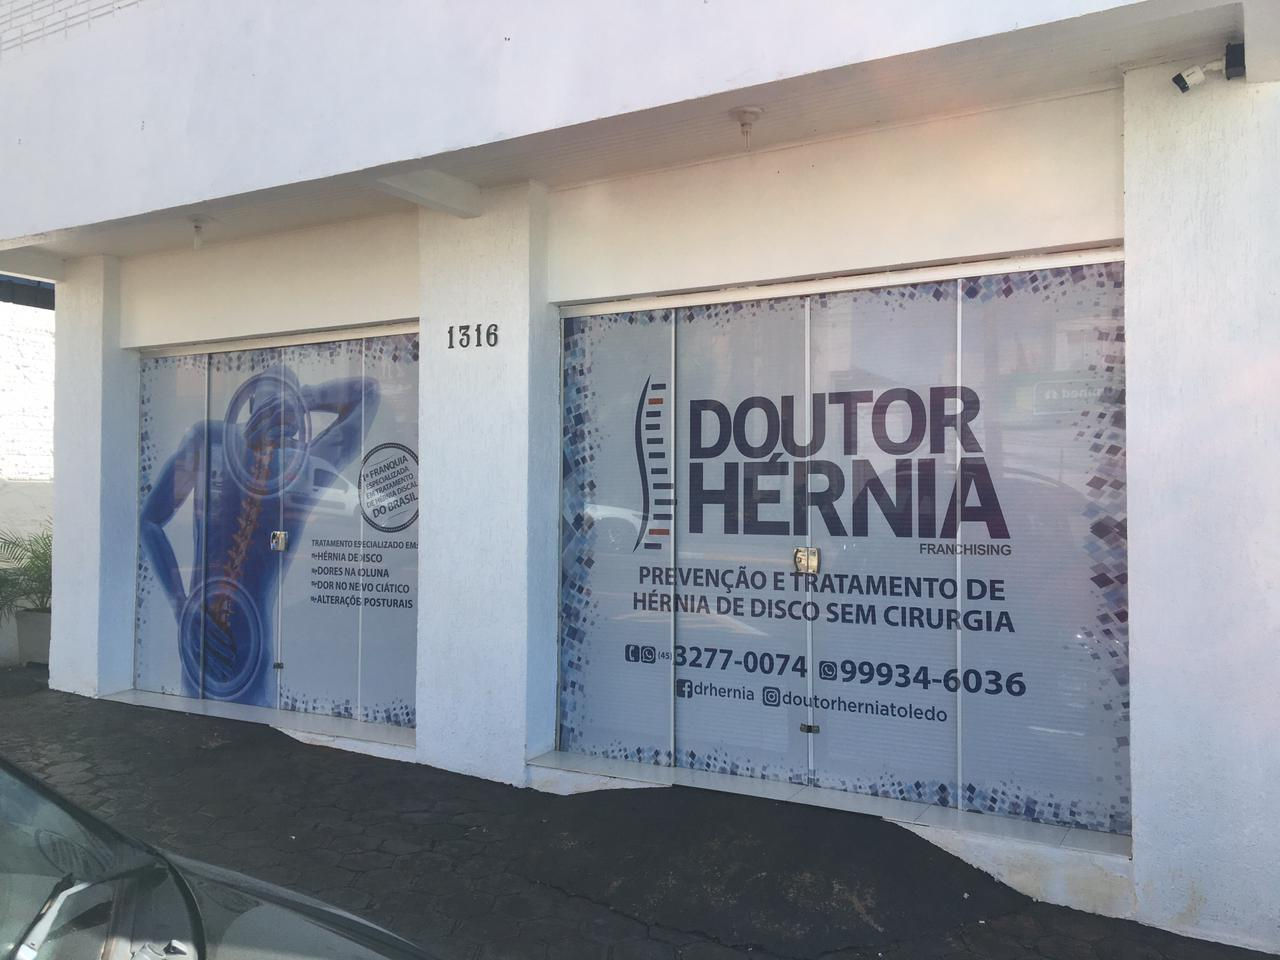 1316
1ª FRANQUIA
ESPECIALIZADA
EM TRATAMENTO
DE HÉRNIA DISCAL
DO BRASIL
TRATAMENTO ESPECIALIZADO EM:
HÉRNIA DE DISCO
DORES NA COLUNA
DOR NO NERVO CIÁTICO
ALTERAÇÕES POSTURAIS
DOUTOR
HÉRNIA
FRANCHISING
PREVENÇÃO E TRATAMENTO DE
HÉRNIA DE DISCO SEM CIRURGIA
(45) 3277-0074 99934-6036
drhernia doutorherniatoledo